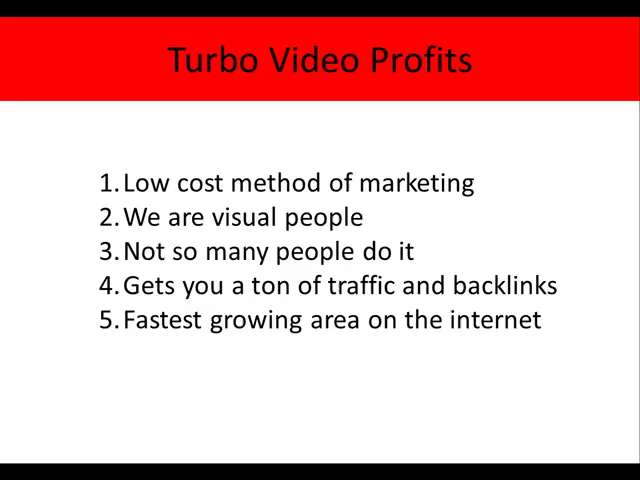 Turbo Video Profits
1. Low cost method of marketing
2. We are visual people
3. Not so many people do it
4. Gets you a ton of traffic and backlinks
5. Fastest growing area on the internet